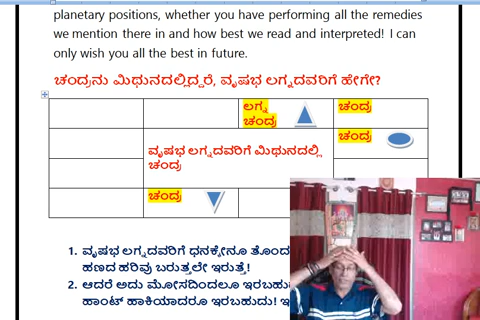 planetary positions, whether you have performing all the remedies
we mention there in and how best we read and interpreted! I can
only wish you all the best in future.
ಚಂದ್ರನು ಮಿಥುನದಲ್ಲಿದ್ದರೆ, ವೃಷಭ ಲಗ್ನದವರಿಗೆ ಹೇಗೇ?
ಲಗ್ನ
ಚಂದ್ರ
ಚಂದ್ರ
ಚಂದ್ರ
ವೃಷಭ ಲಗ್ನದವರಿಗೆ ಮಿಥುನದಲ್ಲಿ
ಚಂದ್ರ
ಚಂದ್ರ
1. ವೃಷಭ ಲಗ್ನದವರಿಗೆ ಧನಕ್ಕೇನೂ
ಹಣದ ಹರಿವು ಬರುತ್ತಲೇ ಇರುತ್ತೆ!
2. ಆದರೆ ಅದು ಮೋಸದಿಂದಲೂ
ಹಾಂಟ್ ಹಾಕಿಯಾದರೂ ಇರಬಹುದು!